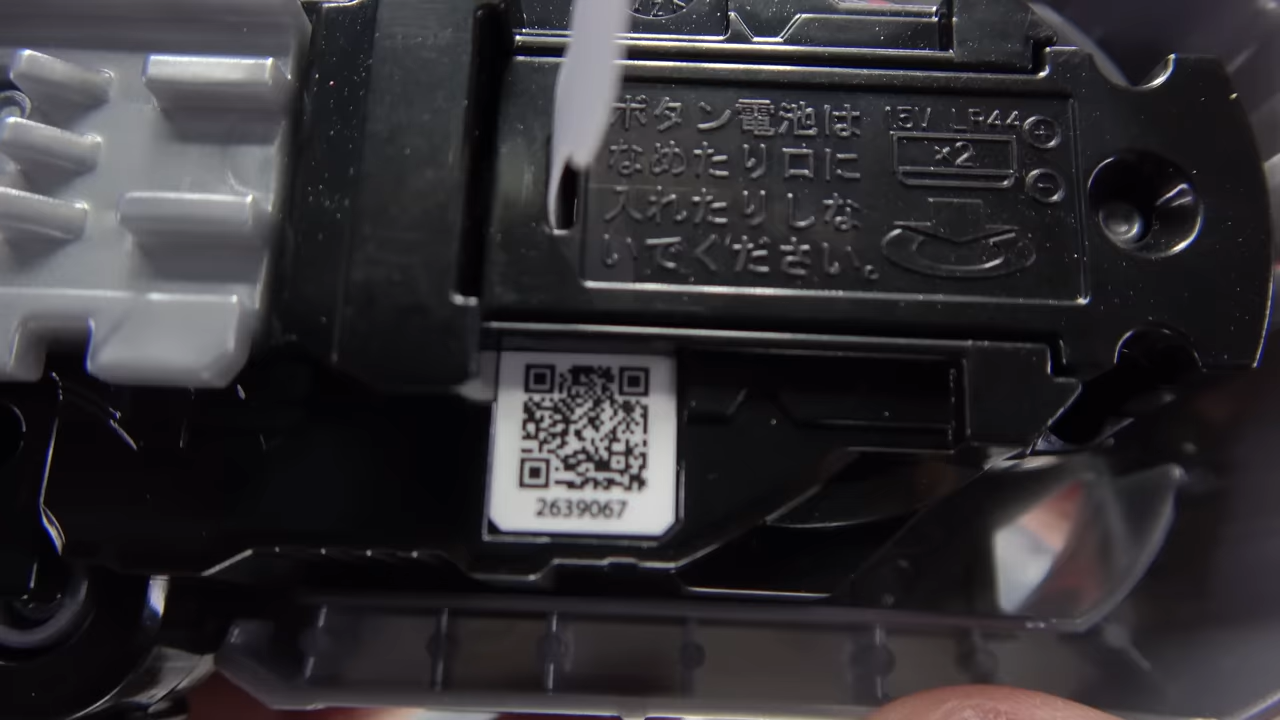 ボタン電池は
なめたり口に
入れたりしな
いでください。
1.5V LR44
×2
+
-
2639067